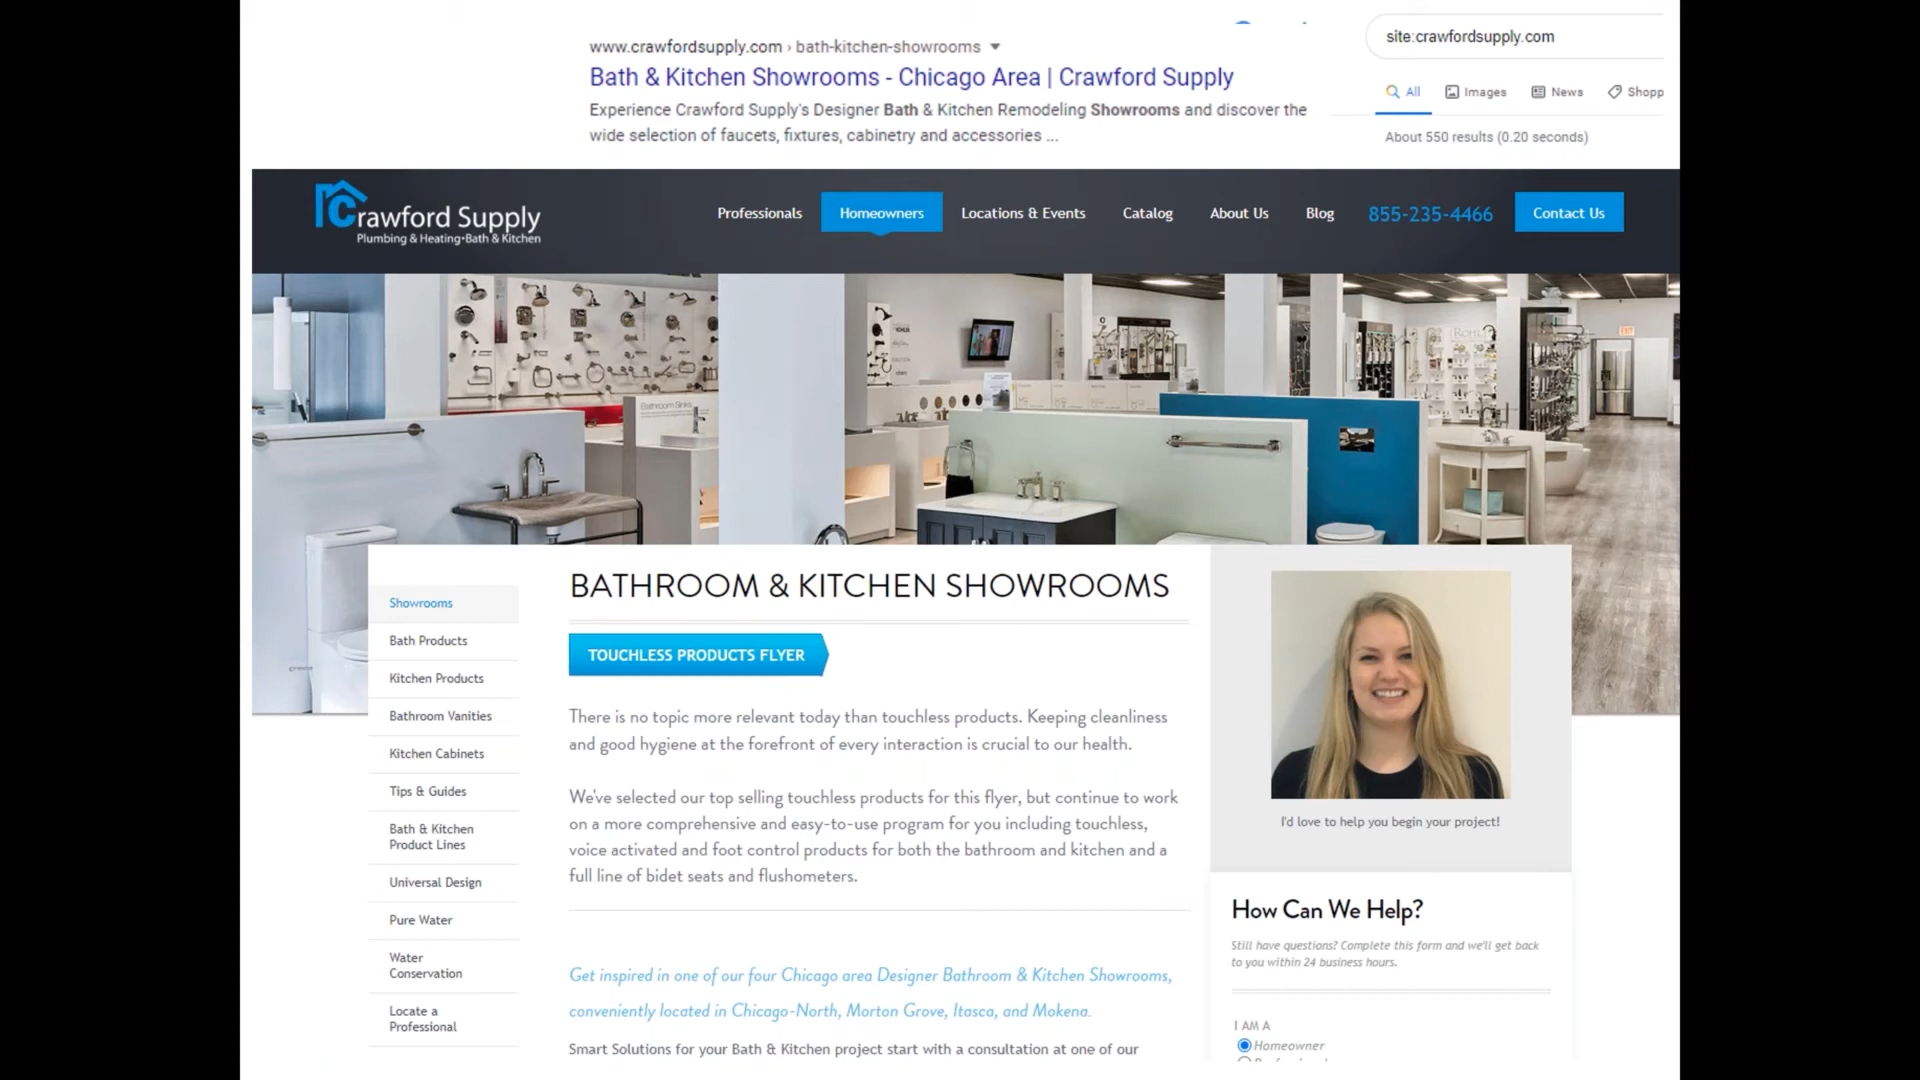 www.crawfordsupply.com › bath-kitchen-showrooms
Bath & Kitchen Showrooms - Chicago Area | Crawford Supply
Experience Crawford Supply's Designer Bath & Kitchen Remodeling Showrooms and discover the
wide selection of faucets, fixtures, cabinetry and accessories ...
site:crawfordsupply.com
All Images News Shopp
About 550 results (0.20 seconds)
Crawford Supply
Plumbing & Heating•Bath & Kitchen
Professionals Homeowners Locations & Events Catalog About Us Blog 855-235-4466 Contact Us
Bathroom Sinks
ROHL
EXIT
Showrooms
Bath Products
Kitchen Products
Bathroom Vanities
Kitchen Cabinets
Tips & Guides
Bath & Kitchen
Product Lines
Universal Design
Pure Water
Water
Conservation
Locate a
Professional
BATHROOM & KITCHEN SHOWROOMS
TOUCHLESS PRODUCTS FLYER
There is no topic more relevant today than touchless products. Keeping cleanliness
and good hygiene at the forefront of every interaction is crucial to our health.
We've selected our top selling touchless products for this flyer, but continue to work
on a more comprehensive and easy-to-use program for you including touchless,
voice activated and foot control products for both the bathroom and kitchen and a
full line of bidet seats and flushometers.
Get inspired in one of our four Chicago area Designer Bathroom & Kitchen Showrooms,
conveniently located in Chicago-North, Morton Grove, Itasca, and Mokena.
Smart Solutions for your Bath & Kitchen project start with a consultation at one of our
I'd love to help you begin your project!
How Can We Help?
Still have questions? Complete this form and we'll get back
to you within 24 business hours.
I AM A
Homeowner